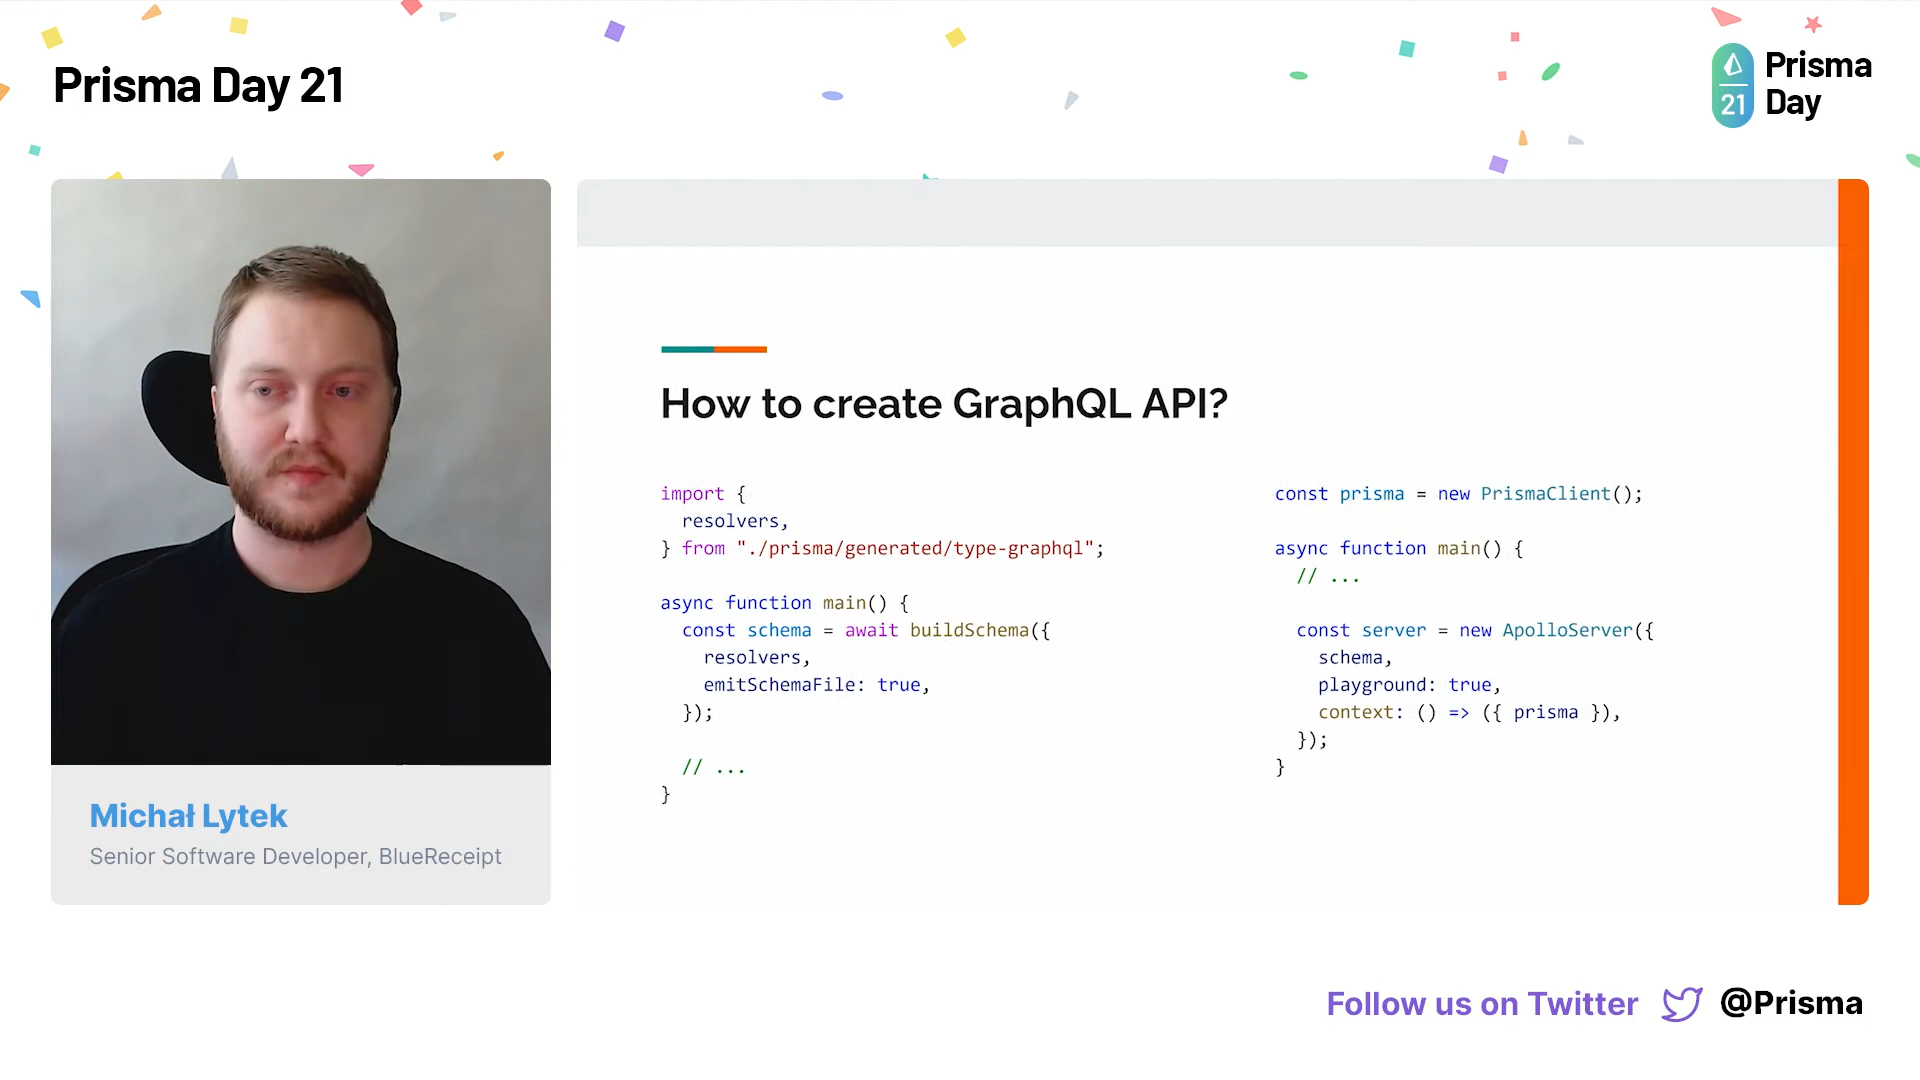 Prisma Day 21
21
Prisma
Day
How to create GraphQL API?
import {
  resolvers,
} from "./prisma/generated/type-graphql";

async function main() {
  const schema = await buildSchema({
    resolvers,
    emitSchemaFile: true,
  });

  // ...
}
const prisma = new PrismaClient();

async function main() {
  // ...

  const server = new ApolloServer({
    schema,
    playground: true,
    context: () => ({ prisma }),
  });
}
Michał Lytek
Senior Software Developer, BlueReceipt
Follow us on Twitter @Prisma